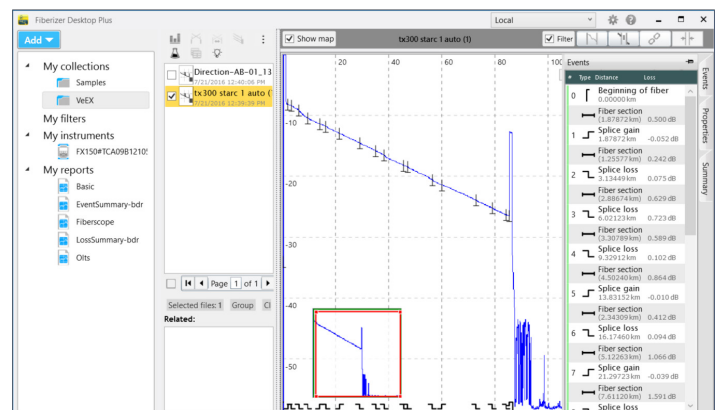 Fiberizer Desktop Plus
Local
Add
Show map
tx300 starc 1 auto (1)
Filter
My collections
Samples
VeEX
My filters
My instruments
FX150#TCA09B1210
My reports
Basic
EventSummary-bdr
Fiberscope
LossSummary-bdr
Olts
Direction-AB-01_13
7/21/2016 12:40:06 PM
tx300 starc 1 auto (
7/21/2016 12:39:39 PM
Page 1 of 1
Selected files: 1 Group Cl
Related:
20 40 60 80 100
-10
-20
-30
-40
-50
Events
# Type Distance Loss
0 Beginning of fiber
0.00000 km
Fiber section
(1.87872 km) 0.500 dB
1 Splice gain
1.87872 km -0.052 dB
Fiber section
(1.25577 km) 0.242 dB
2 Splice loss
3.13449 km 0.075 dB
Fiber section
(2.88674 km) 0.629 dB
3 Splice loss
6.02123 km 0.723 dB
Fiber section
(3.30789 km) 0.589 dB
4 Splice loss
9.32912 km 0.102 dB
Fiber section
(4.50240 km) 0.864 dB
5 Splice gain
13.83152 km -0.010 dB
Fiber section
(2.34309 km) 0.412 dB
6 Splice loss
16.17460 km 0.094 dB
Fiber section
(5.12263 km) 1.066 dB
7 Splice gain
21.29723 km -0.039 dB
Fiber section
(7.61120 km) 1.591 dB
Splice loss
Events
Properties
Summary